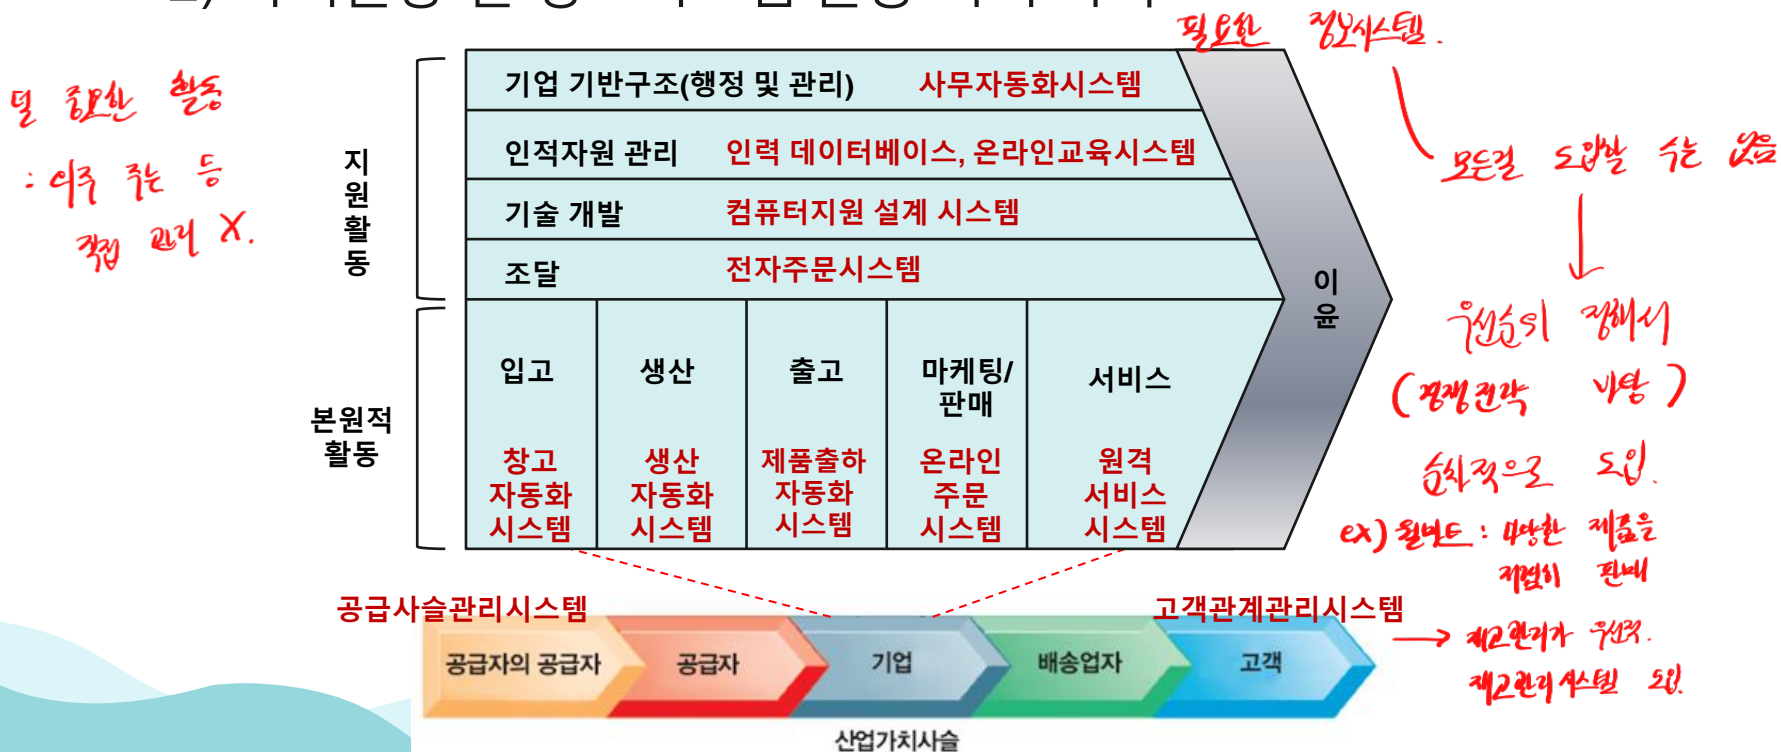 필요한 정보시스템.
모든걸 도입할 수는 없음
우선순위 정해서
(경쟁전략 바탕)
순차적으로 도입.
ex) 월마트 : 다양한 제품을
저렴히 판매
→ 재고관리가 우선적.
재고관리 시스템 도입.
덜 중요한 활동
: 외주 주는 등
직접 관리 X.
지원활동
기업 기반구조(행정 및 관리) 사무자동화시스템
인적자원 관리 인력 데이터베이스, 온라인교육시스템
기술 개발 컴퓨터지원 설계 시스템
조달 전자주문시스템
이윤
본원적
활동
입고
창고
자동화
시스템
생산
생산
자동화
시스템
출고
제품출하
자동화
시스템
마케팅/
판매
온라인
주문
시스템
서비스
원격
서비스
시스템
공급사슬관리시스템
고객관계관리시스템
공급자의 공급자
공급자
기업
배송업자
고객
산업가치사슬